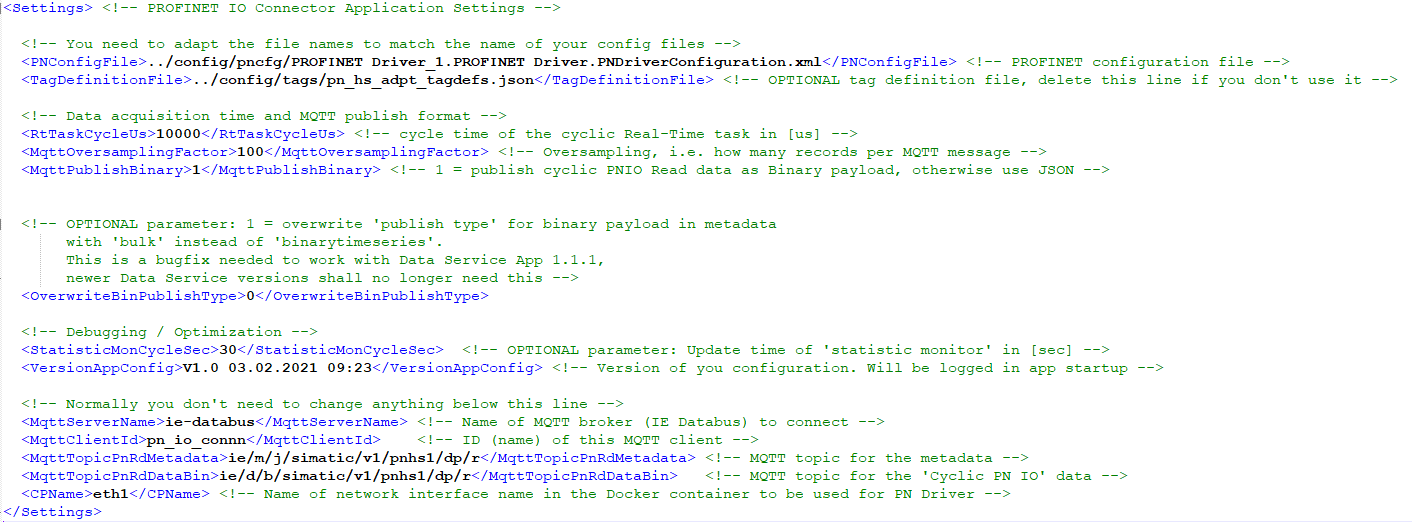 <Settings> <!-- PROFINET IO Connector Application Settings -->
<!-- You need to adapt the file names to match the name of your config files -->
<PNConfigFile>../config/pncfg/PROFINET Driver_1.PROFINET Driver.PNDriverConfiguration.xml</PNConfigFile> <!-- PROFINET configuration file -->
<TagDefinitionFile>../config/tags/pn_hs_adpt_tagdefs.json</TagDefinitionFile> <!-- OPTIONAL tag definition file, delete this line if you don't use it -->
<!-- Data acquisition time and MQTT publish format -->
<RtTaskCycleUs>10000</RtTaskCycleUs> <!-- cycle time of the cyclic Real-Time task in [us] -->
<MqttOversamplingFactor>100</MqttOversamplingFactor> <!-- Oversampling, i.e. how many records per MQTT message -->
<MqttPublishBinary>1</MqttPublishBinary> <!-- 1 = publish cyclic PNIO Read data as Binary payload, otherwise use JSON -->
<!-- OPTIONAL parameter: 1 = overwrite 'publish type' for binary payload in metadata
with 'bulk' instead of 'binarytimeseries'.
This is a bugfix needed to work with Data Service App 1.1.1,
newer Data Service versions shall no longer need this -->
<OverwriteBinPublishType>0</OverwriteBinPublishType>
<!-- Debugging / Optimization -->
<StatisticMonCycleSec>30</StatisticMonCycleSec> <!-- OPTIONAL parameter: Update time of 'statistic monitor' in [sec] -->
<VersionAppConfig>V1.0 03.02.2021 09:23</VersionAppConfig> <!-- Version of you configuration. Will be logged in app startup -->
<!-- Normally you don't need to change anything below this line -->
<MqttServerName>ie-databus</MqttServerName> <!-- Name of MQTT broker (IE Databus) to connect -->
<MqttClientId>pn_io_connn</MqttClientId> <!-- ID (name) of this MQTT client -->
<MqttTopicPnRdMetadata>ie/m/j/simatic/v1/pnhs1/dp/r</MqttTopicPnRdMetadata> <!-- MQTT topic for the metadata -->
<MqttTopicPnRdDataBin>ie/d/b/simatic/v1/pnhs1/dp/r</MqttTopicPnRdDataBin> <!-- MQTT topic for the 'Cyclic PN IO' data -->
<CPName>eth1</CPName> <!-- Name of network interface name in the Docker container to be used for PN Driver -->
</Settings>